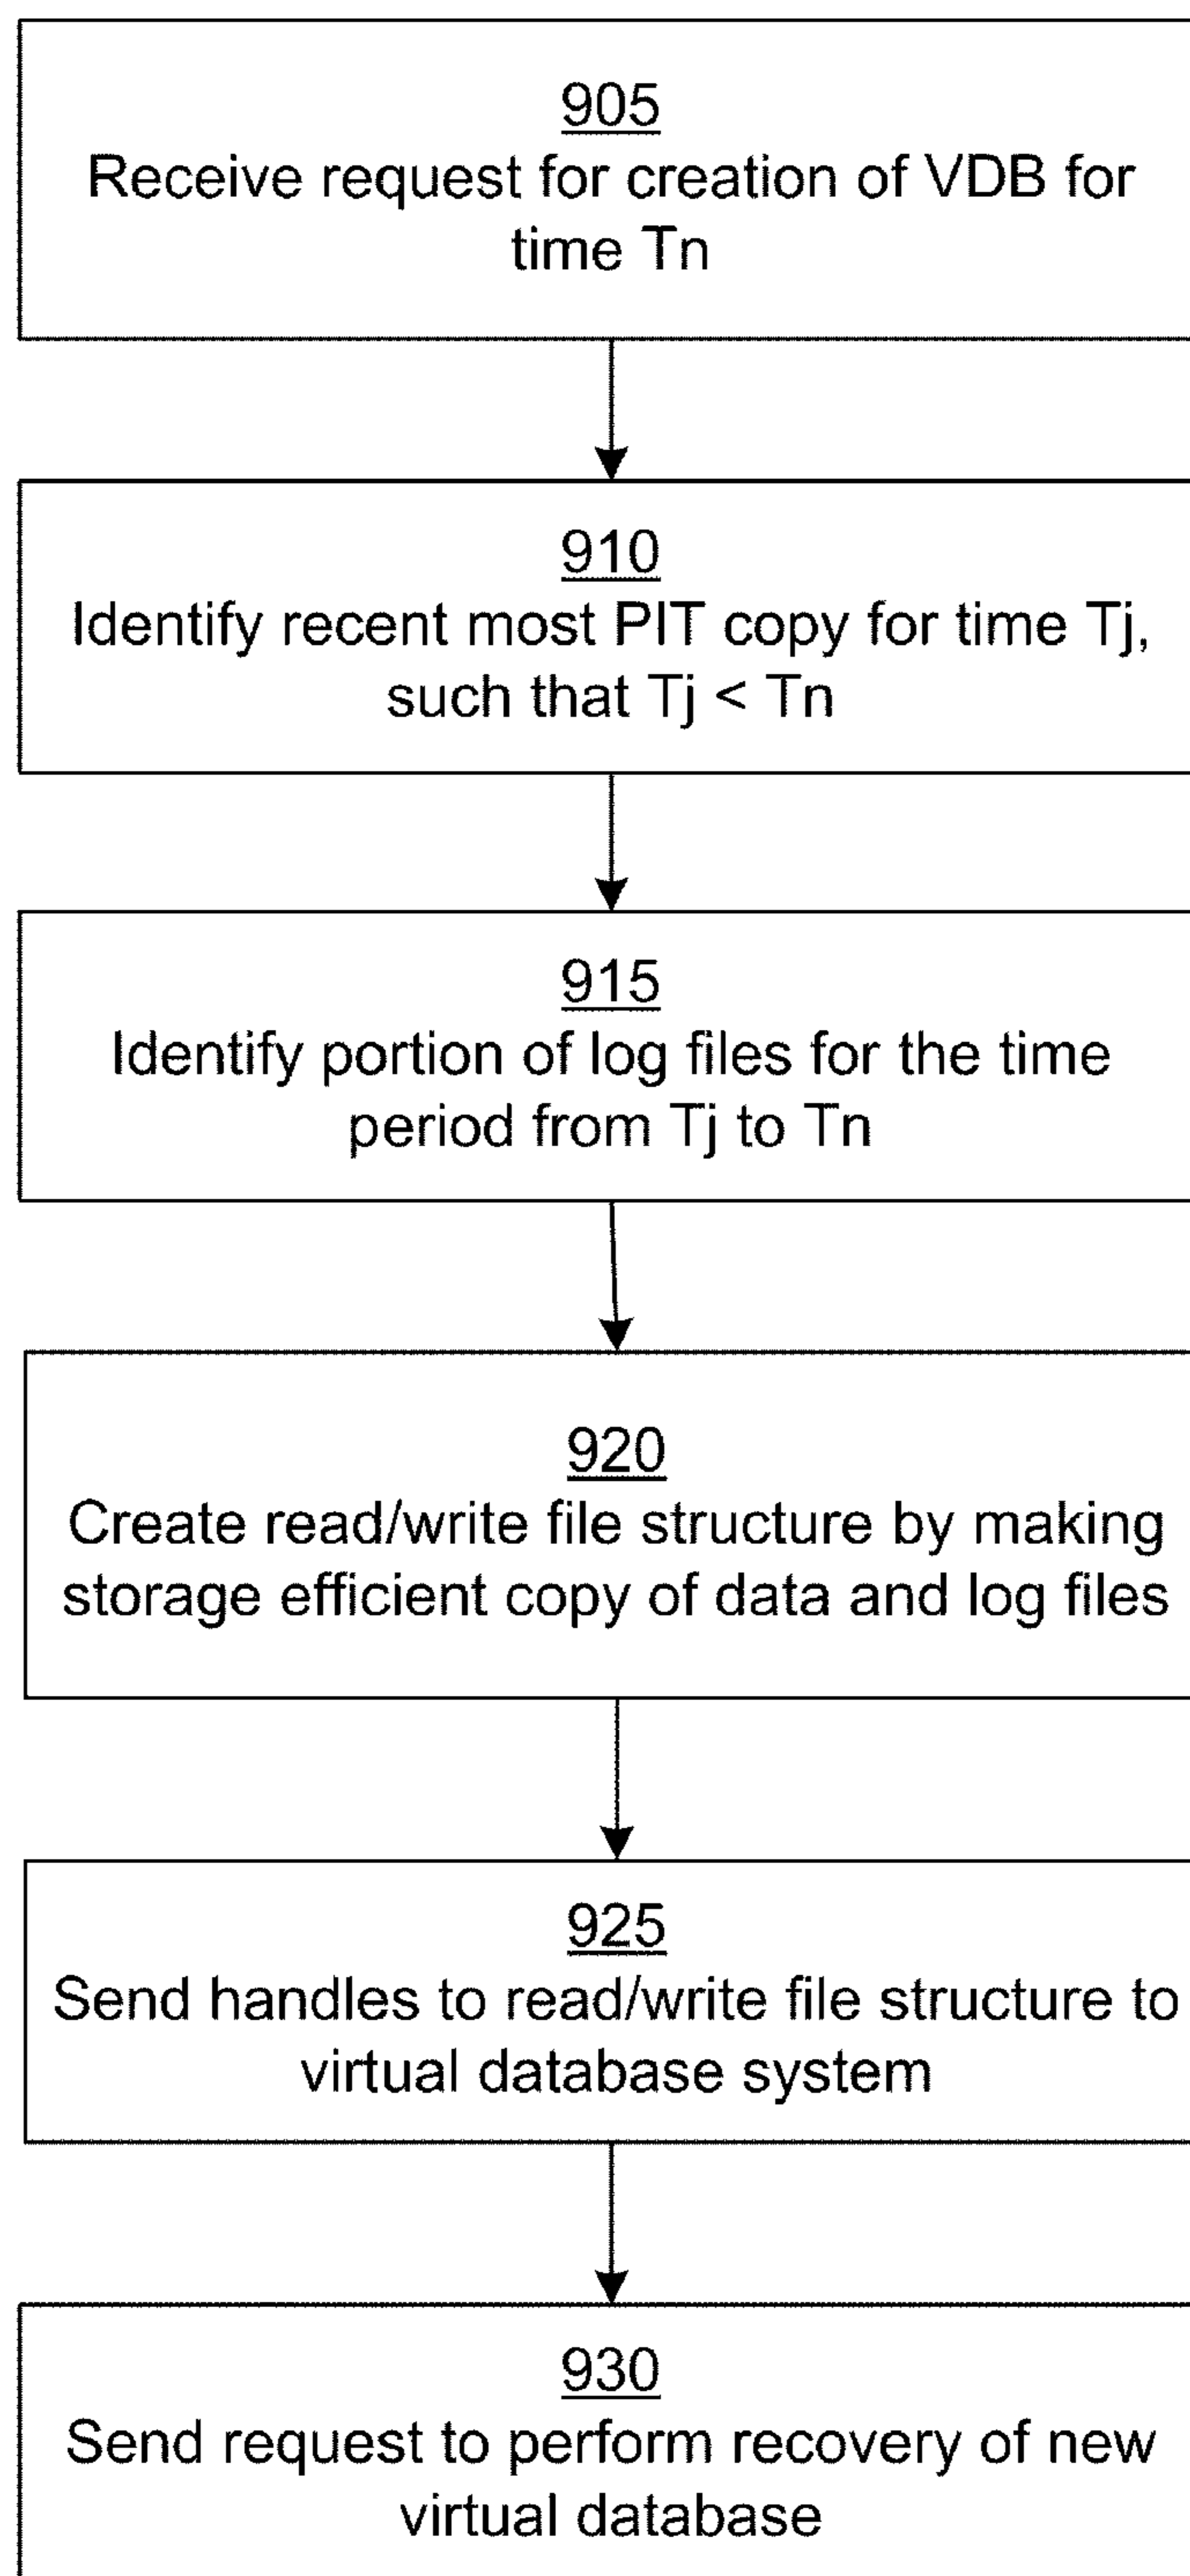 905
Receive request for creation of VDB for
time Tn
910
Identify recent most PIT copy for time Tj,
such that Tj < Tn
915
Identify portion of log files for the time
period from Tj to Tn
920
Create read/write file structure by making
storage efficient copy of data and log files
925
Send handles to read/write file structure to
virtual database system
930
Send request to perform recovery of new
virtual database